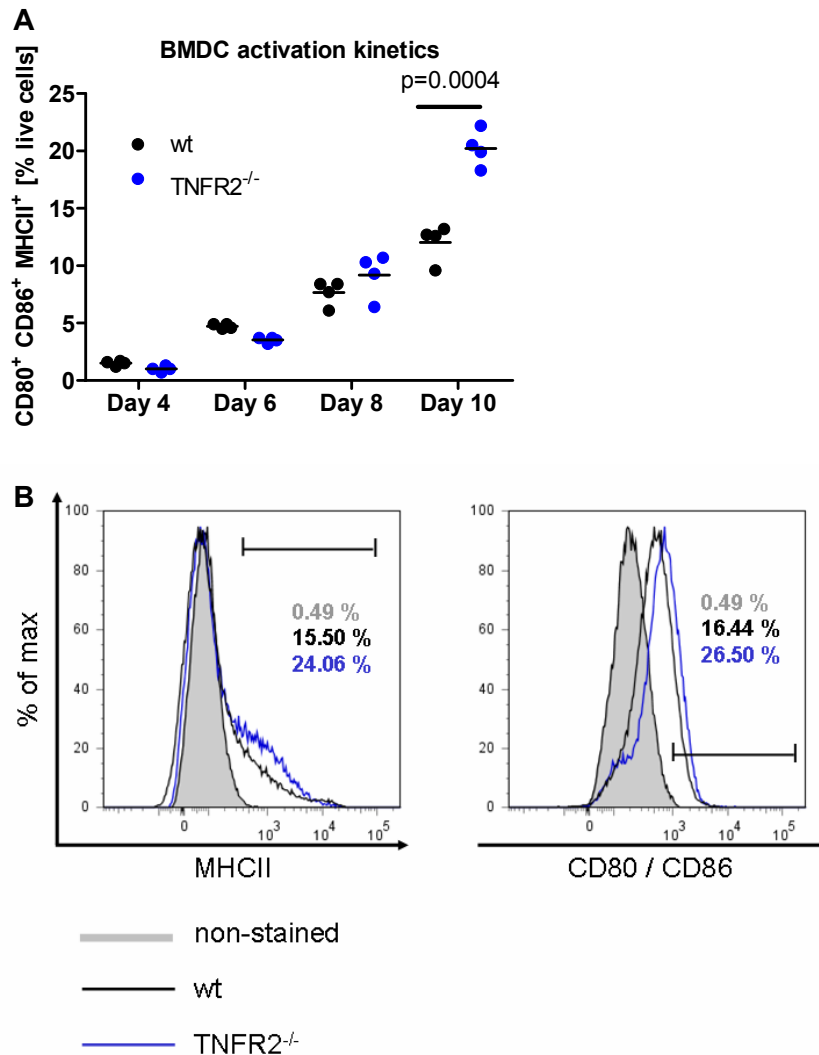 A
BMDC activation kinetics
CD80⁺ CD86⁺ MHCII⁺ [% live cells]
p=0.0004
25
20
15
10
5
0
wt
TNFR2⁻/⁻
Day 4 Day 6 Day 8 Day 10
B
% of max
100
80
60
40
20
0
0.49 %
15.50 %
24.06 %
0 10³ 10⁴ 10⁵
MHCII
100
80
60
40
20
0
0.49 %
16.44 %
26.50 %
0 10³ 10⁴ 10⁵
CD80 / CD86
non-stained
wt
TNFR2⁻/⁻